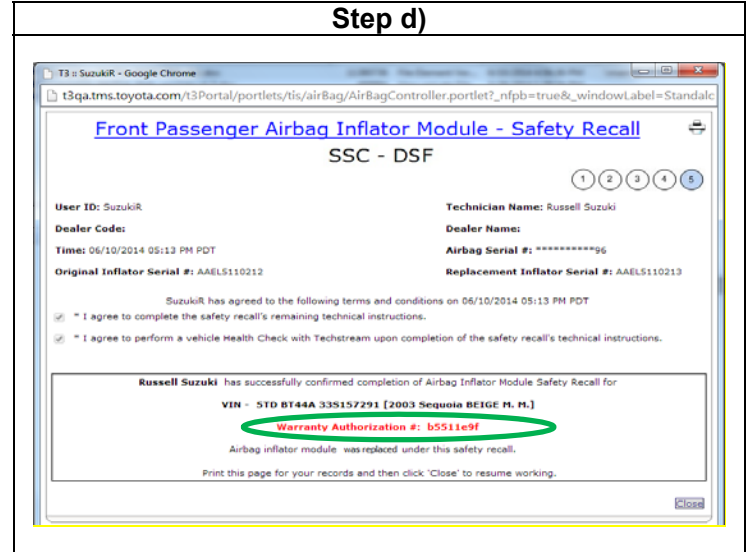 Step d)
T3 :: SuzukiR - Google Chrome
t3qa.tms.toyota.com/t3Portal/portlets/tis/airBag/AirBagController.portlet?_nfpb=true&_windowLabel=Standalc
Front Passenger Airbag Inflator Module - Safety Recall
SSC - DSF
1 2 3 4 5
User ID: SuzukiR Technician Name: Russell Suzuki
Dealer Code: Dealer Name:
Time: 06/10/2014 05:13 PM PDT Airbag Serial #: **********96
Original Inflator Serial #: AAELS110212 Replacement Inflator Serial #: AAELS110213
SuzukiR has agreed to the following terms and conditions on 06/10/2014 05:13 PM PDT
* I agree to complete the safety recall's remaining technical instructions.
* I agree to perform a vehicle Health Check with Techstream upon completion of the safety recall's technical instructions.
Russell Suzuki has successfully confirmed completion of Airbag Inflator Module Safety Recall for
VIN - 5TD BT44A 33S157291 [2003 Sequoia BEIGE M. M.]
Warranty Authorization #: b5511e9f
Airbag inflator module was replaced under this safety recall.
Print this page for your records and then click 'Close' to resume working.
Close